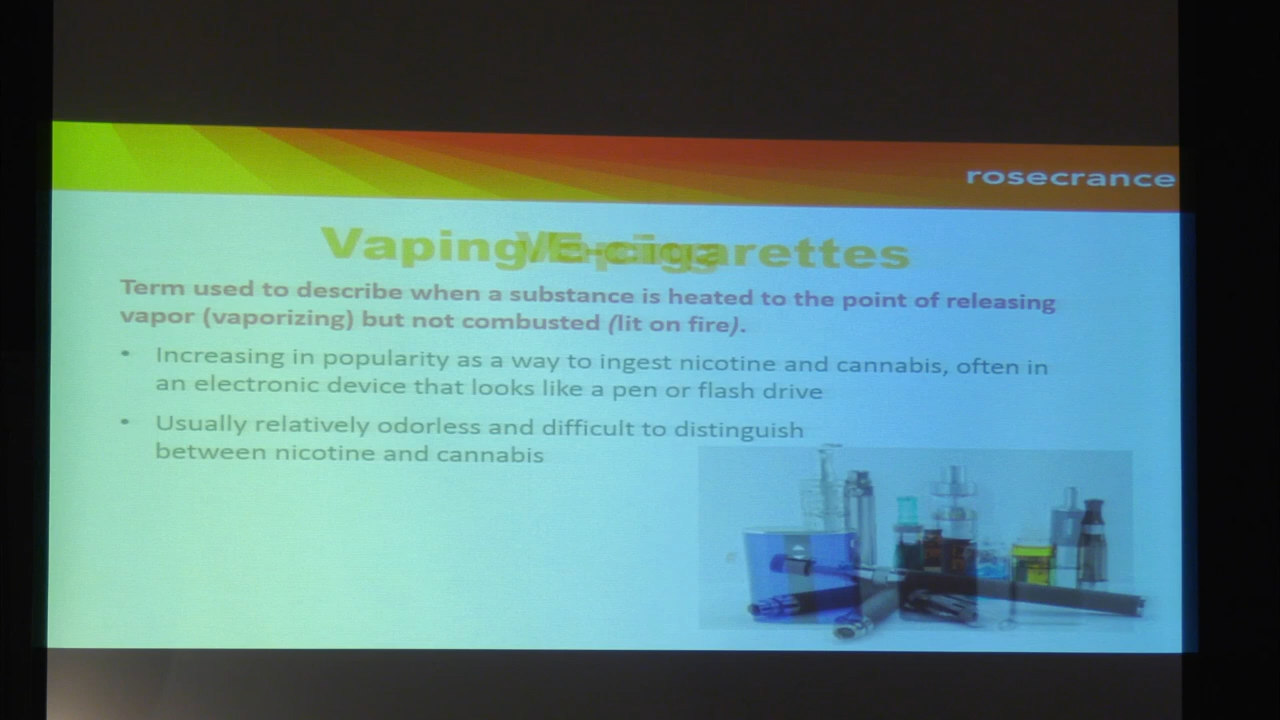 rosecrance
Vaping/E-cigarettes
Term used to describe when a substance is heated to the point of releasing
vapor (vaporizing) but not combusted (lit on fire).
• Increasing in popularity as a way to ingest nicotine and cannabis, often in
an electronic device that looks like a pen or flash drive
• Usually relatively odorless and difficult to distinguish
between nicotine and cannabis